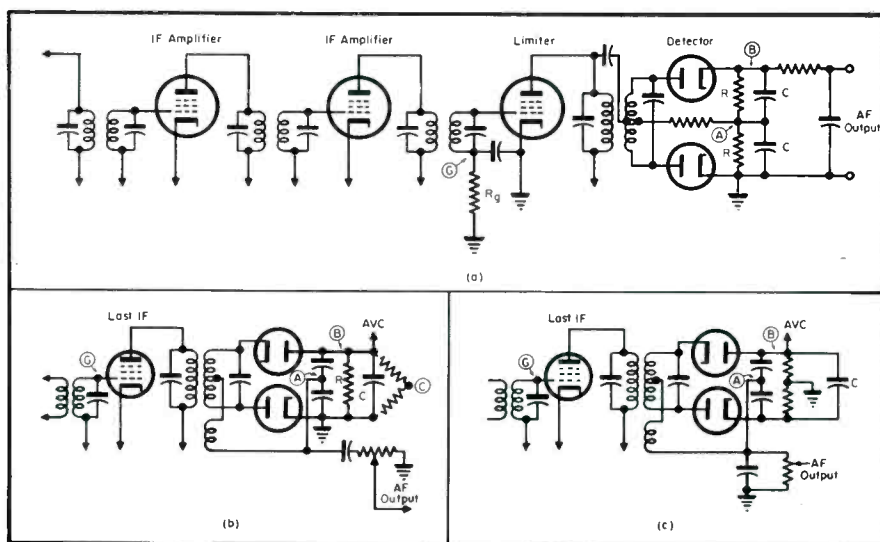 IF Amplifier IF Amplifier Limiter Detector
B
R C
A
AF
Output
G
R C
Rg
(a)
Last IF
AVC
B
G
A
R
C
C
AF
Output
(b)
Last IF
AVC
B
G
A
C
AF
Output
(c)